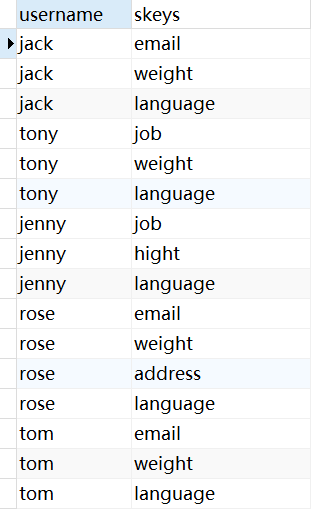 username skeys
jack email
jack weight
jack language
tony job
tony weight
tony language
jenny job
jenny hight
jenny language
rose email
rose weight
rose address
rose language
tom email
tom weight
tom language